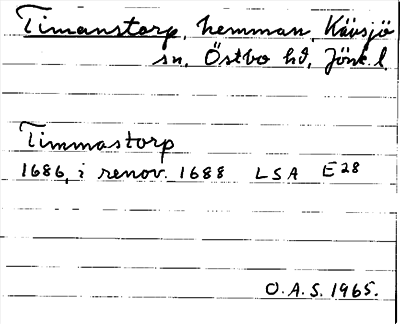 Timanstorp, hemman, Kävsjö
sn, Östbo hd, Jönk. l.
Timmastorp
1686, i renov. 1688 LSA E28
O.A.S. 1965.